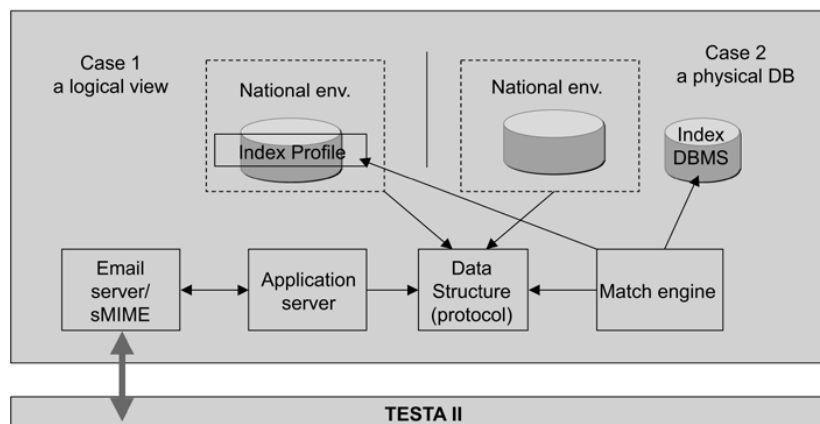 Case 1
a logical view
National env.
Index Profile
National env.
Case 2
a physical DB
Index
DBMS
Email
server/
sMIME
Application
server
Data
Structure
(protocol)
Match engine
TESTA II